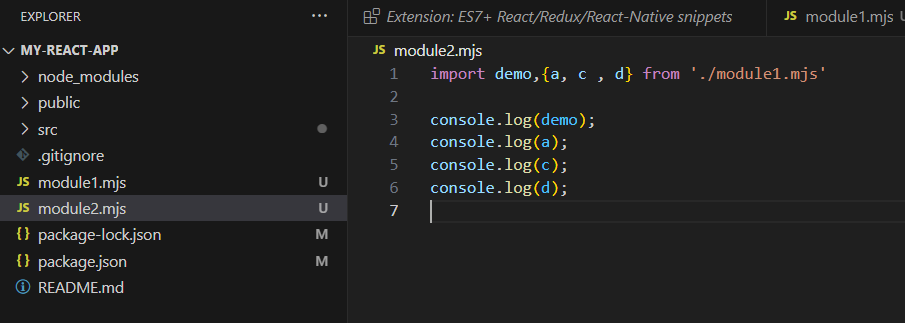 EXPLORER ...
MY-REACT-APP
node_modules
public
src
.gitignore
JS module1.mjs U
JS module2.mjs U
{} package-lock.json M
{} package.json M
README.md
Extension: ES7+ React/Redux/React-Native snippets
JS module1.mjs U
JS module2.mjs
1 import demo,{a, c , d} from './module1.mjs'
2
3 console.log(demo);
4 console.log(a);
5 console.log(c);
6 console.log(d);
7